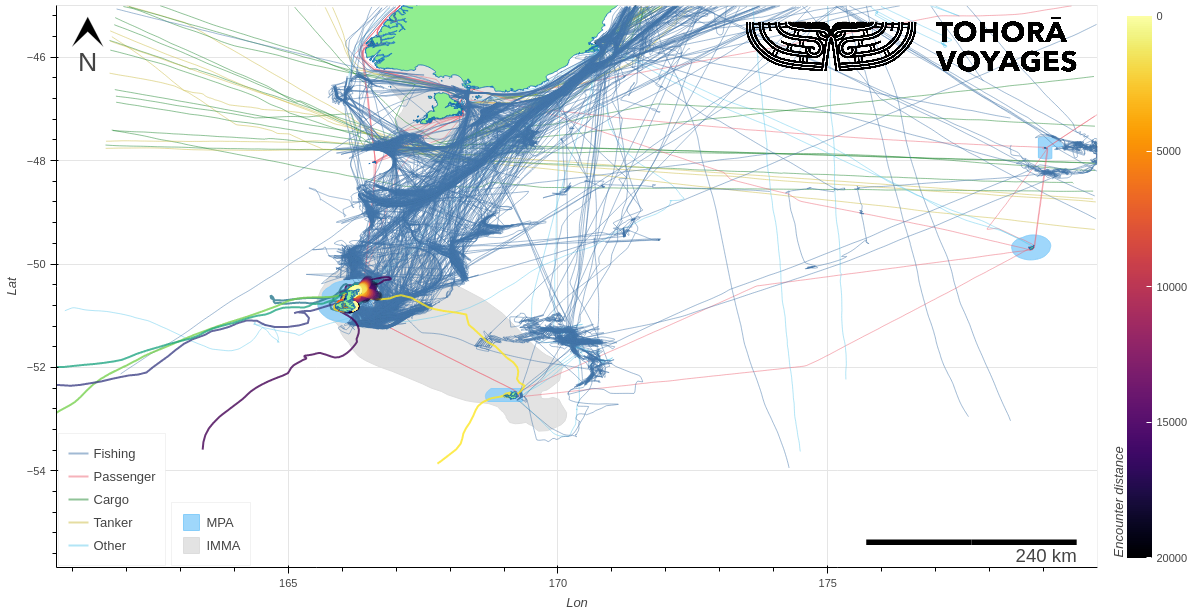 TOHORĀ
VOYAGES
N
−46
−48
−50
−52
−54
Lat
165
170
175
Lon
Fishing
Passenger
Cargo
Tanker
Other
MPA
IMMA
240 km
0
5000
10000
15000
20000
Encounter distance